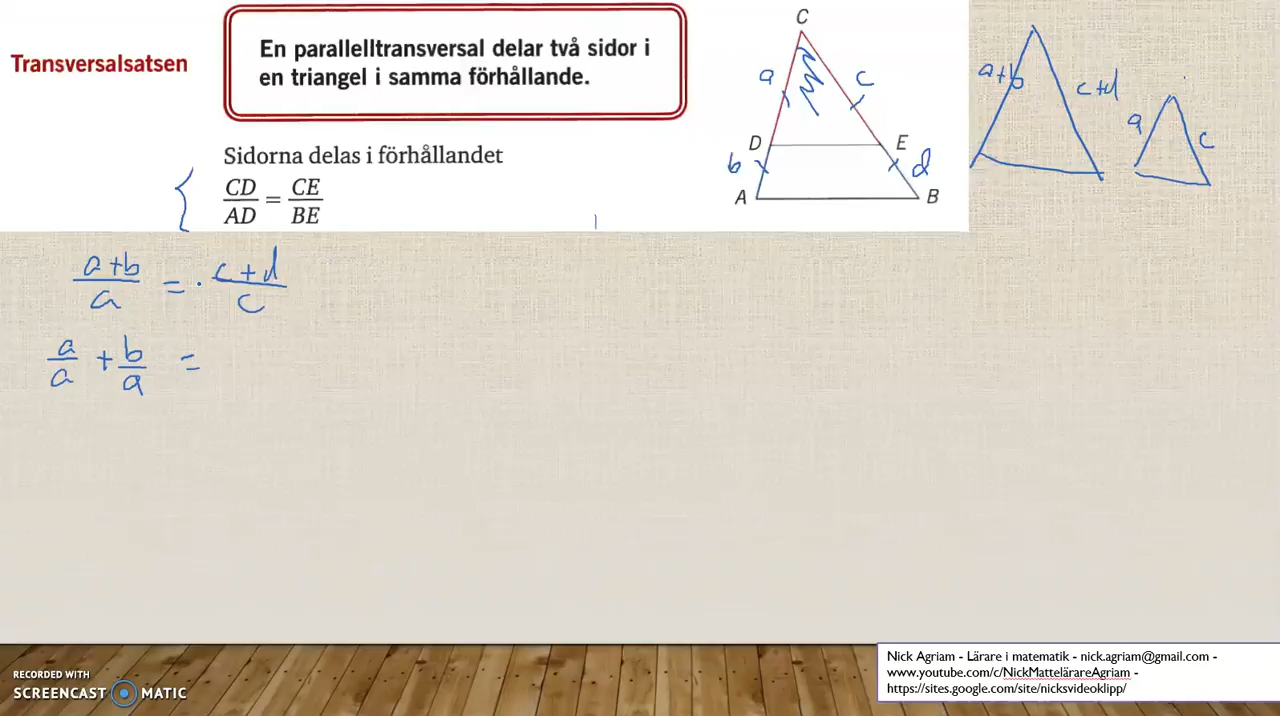 Transversalsatsen
En parallelltransversal delar två sidor i
en triangel i samma förhållande.
Sidorna delas i förhållandet
CD/AD = CE/BE
C
a
c
D
E
b
d
A
B
a+b
c+d
a
c
a+b/a = c+d/c
a/a + b/a =
RECORDED WITH
SCREENCAST MATIC
Nick Agriam - Lärare i matematik - nick.agriam@gmail.com -
www.youtube.com/c/NickMattelärareAgriam -
https://sites.google.com/site/nicksvideoklipp/